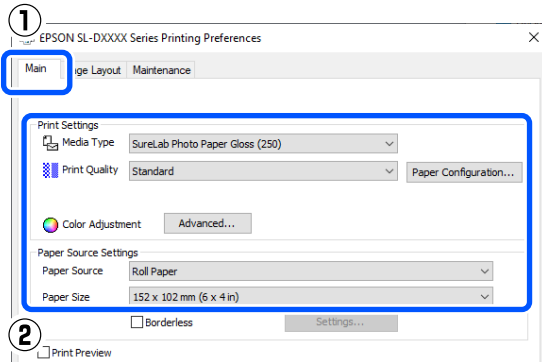 ①
EPSON SL-DXXXX Series Printing Preferences
Main
ge Layout
Maintenance
Print Settings
Media Type
SureLab Photo Paper Gloss (250)
Print Quality
Standard
Paper Configuration...
Color Adjustment
Advanced...
Paper Source Settings
Paper Source
Roll Paper
Paper Size
152 x 102 mm (6 x 4 in)
Borderless
Settings...
②
Print Preview